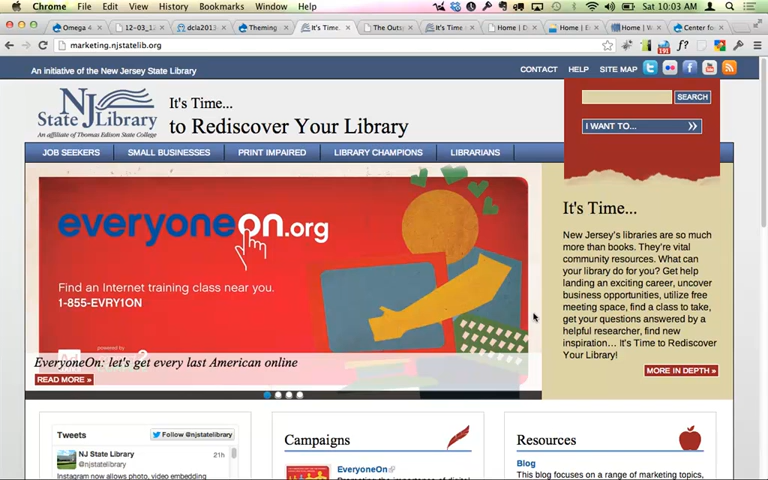 Chrome File Edit View History Bookmarks Window Help Sat 10:03 AM
Omega 4. 12-03_12 dcla2013 Theming It's Time. The Outs It's Time Home | D Home | E Home | W Center fo
marketing.njstatelib.org
An initiative of the New Jersey State Library CONTACT HELP SITE MAP
NJ
State Library
An affiliate of Thomas Edison State College
It's Time...
to Rediscover Your Library
SEARCH
I WANT TO...
JOB SEEKERS SMALL BUSINESSES PRINT IMPAIRED LIBRARY CHAMPIONS LIBRARIANS
everyoneon.org
Find an Internet training class near you.
1-855-EVRY1ON
powered by
EveryoneOn: let's get every last American online
READ MORE »
It's Time...
New Jersey's libraries are so much
more than books. They're vital
community resources. What can
your library do for you? Get help
landing an exciting career, uncover
business opportunities, utilize free
meeting space, find a class to take,
get your questions answered by a
helpful researcher, find new
inspiration… It's Time to Rediscover
Your Library!
MORE IN DEPTH »
Tweets Follow @njstatelibrary
NJ State Library 21h
@njstatelibrary
Instagram now allows photo, video embedding
Campaigns
EveryoneOn
Resources
Blog
This blog focuses on a range of marketing topics,